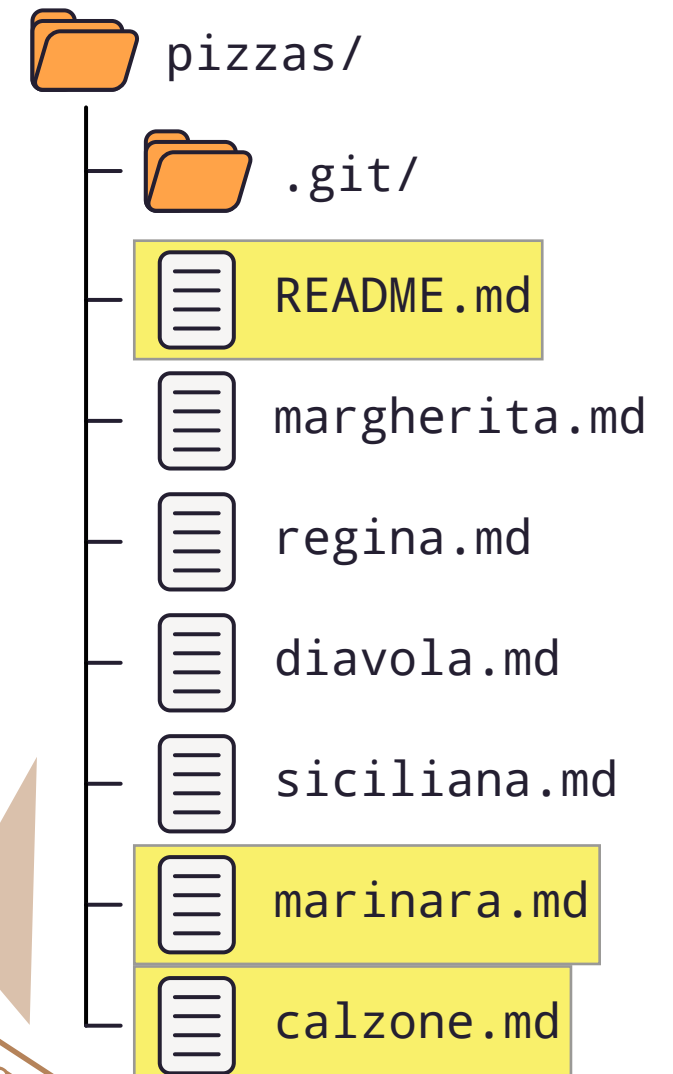 pizzas/
.git/
README.md
margherita.md
regina.md
diavola.md
siciliana.md
marinara.md
calzone.md